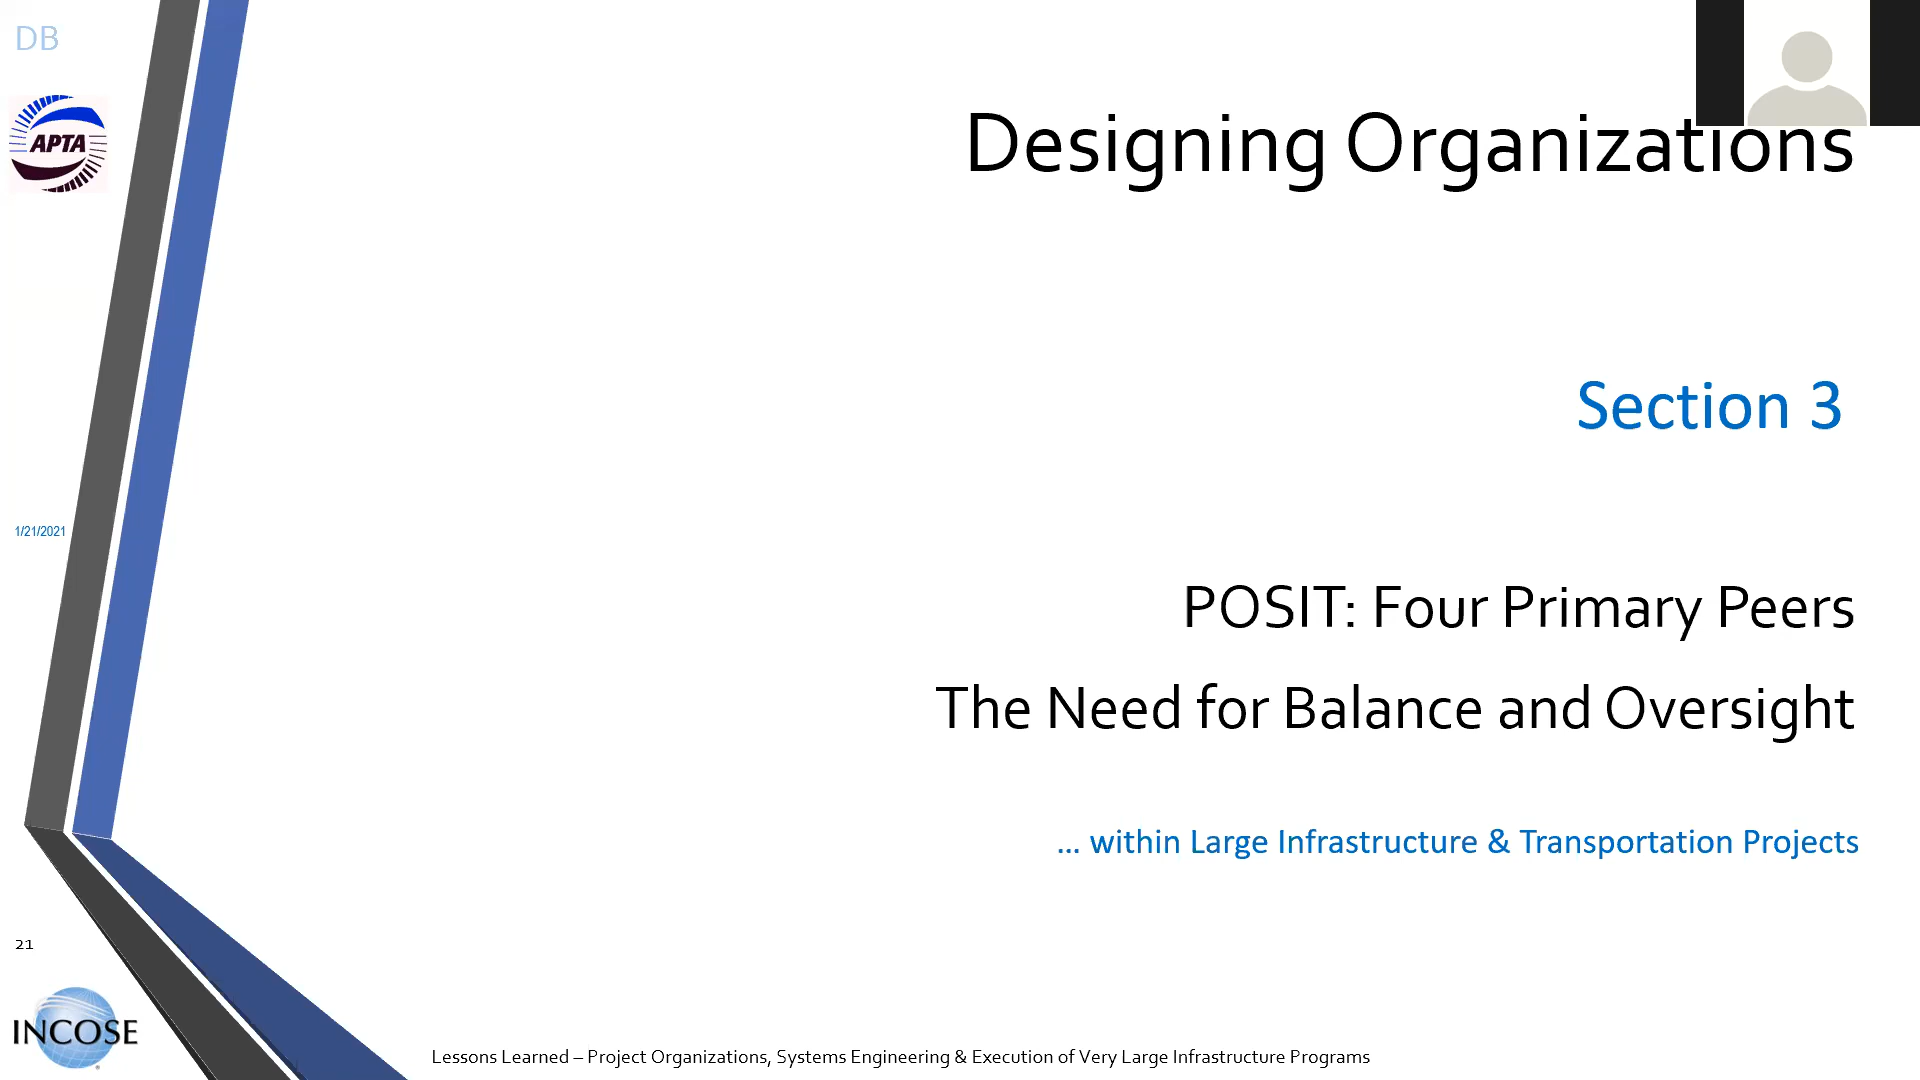 DB
APTA
Designing Organizations
Section 3
1/21/2021
POSIT: Four Primary Peers
The Need for Balance and Oversight
... within Large Infrastructure & Transportation Projects
21
INCOSE
Lessons Learned – Project Organizations, Systems Engineering & Execution of Very Large Infrastructure Programs